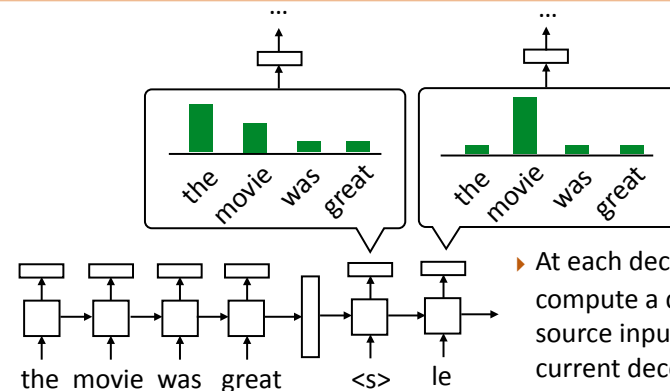 ... ...
the movie was great
the movie was great
At each dec
compute a
source inpu
current dec
the movie was great <s> le